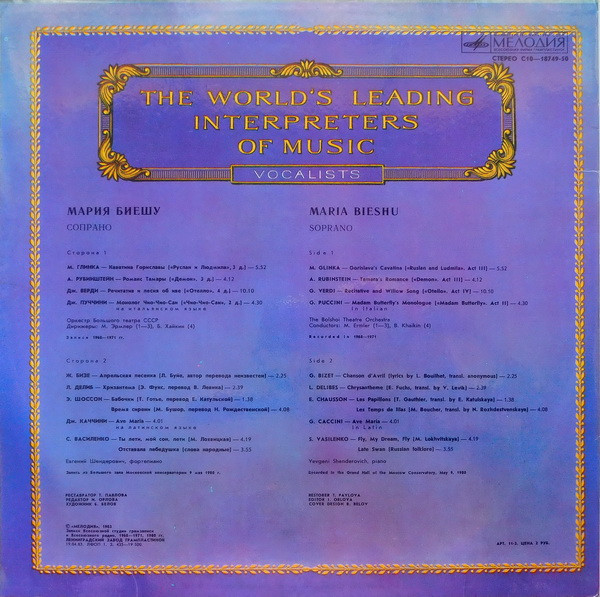 МЕЛОДИЯ
СТЕРЕО С10—18749-50
THE WORLD'S LEADING
INTERPRETERS
OF MUSIC
VOCALISTS
МАРИЯ БИЕШУ
СОПРАНО
Сторона 1
М. ГЛИНКА — Каватина Гориславы («Руслан и Людмила», 3 д.) — 5.52
А. РУБИНШТЕЙН — Романс Тамары («Демон», 3 д.) — 4.12
Дж. ВЕРДИ — Речитатив и песня об иве («Отелло», 4 д.) — 10.10
Дж. ПУЧЧИНИ — Монолог Чио-Чио-Сан («Чио-Чио-Сан», 2 д.) — 4.30
на итальянском языке
Оркестр Большого театра СССР
Дирижеры: М. Эрмлер (1—3), Б. Хайкин (4)
Запись 1966—1971 гг.
Сторона 2
Ж. БИЗЕ — Апрельская песенка (Л. Буйе, автор перевода неизвестен) — 2.25
Л. ДЕЛИБ — Хризантема (Э. Фукс, перевод В. Левика) — 2.39
Э. ШОССОН — Бабочки (Т. Готье, перевод Е. Катульской) — 1.38
Время сирени (М. Бушор, перевод Н. Рождественской) — 4.08
Дж. КАЧЧИНИ — Ave Maria — 4.01
на латинском языке
С. ВАСИЛЕНКО — Ты лети, мой сон, лети (М. Лохвицкая) — 4.19
Отставала лебедушка (слова народные) — 3.55
Евгений Шендерович, фортепиано
Запись из Большого зала Московской консерватории 9 мая 1980 г.
РЕСТАВРАТОР Т. ПАВЛОВА
РЕДАКТОР И. ОРЛОВА
ХУДОЖНИК Б. БЕЛОВ
© «МЕЛОДИЯ», 1983
ЛЕНИНГРАДСКИЙ ЗАВОД ГРАМПЛАСТИНОК
MARIA BIESHU
SOPRANO
Side 1
M. GLINKA — Gorislava's Cavatina («Ruslan and Ludmila», Act III) — 5.52
A. RUBINSTEIN — Tamara's Romance («Demon», Act III) — 4.12
G. VERDI — Recitative and Willow Song («Otello», Act IV) — 10.10
G. PUCCINI — Madam Butterfly's Monologue («Madam Butterfly», Act II) — 4.30
in Italian
The Bolshoi Theatre Orchestra
Conductors: M. Ermler (1—3), B. Khaikin (4)
Recorded in 1966—1971
Side 2
G. BIZET — Chanson d'Avril (lyrics by L. Bouilhet, transl. anonymous) — 2.25
L. DELIBES — Chrysantheme (E. Fuchs, transl. by V. Levik) — 2.39
E. CHAUSSON — Les Papillons (T. Gauthier, transl. by E. Katulskaya) — 1.38
Les Temps de lilas (M. Boucher, transl. by N. Rozhdestvenskaya) — 4.08
G. CACCINI — Ave Maria — 4.01
in Latin
S. VASILENKO — Fly, My Dream, Fly (M. Lokhvitskaya) — 4.19
Late Swan (Russian folklore) — 3.55
Yevgeni Shenderovich, piano
Recorded in the Grand Hall of the Moscow Conservatory, May 9, 1980
RESTORER T. PAVLOVA
EDITOR I. ORLOVA
COVER DESIGN B. BELOV